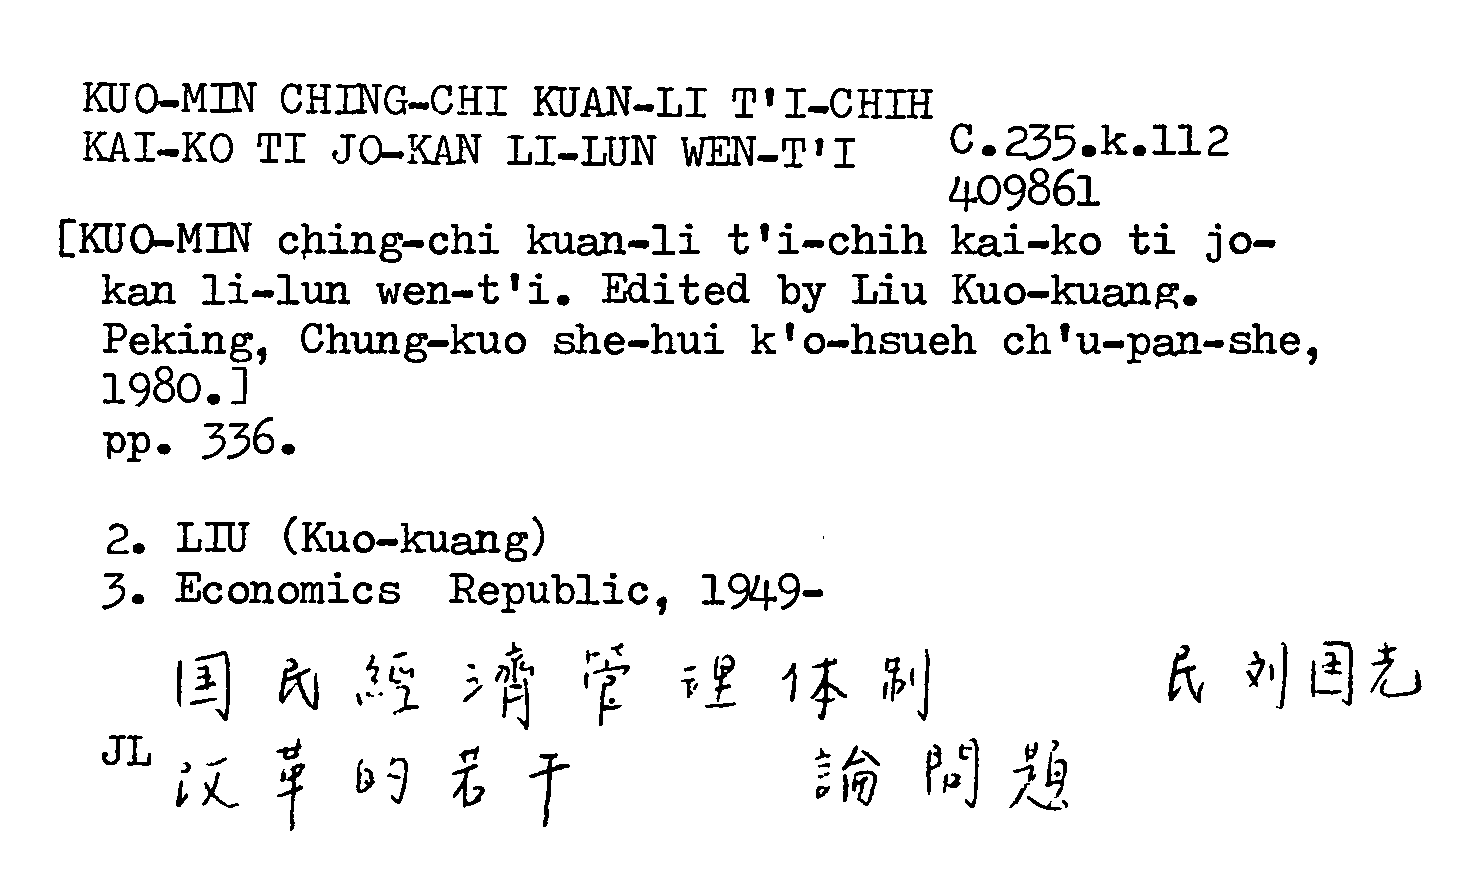 KUO-MIN CHING-CHI KUAN-LI T'I-CHIH
KAI-KO TI JO-KAN LI-LUN WEN-T'I
C.235.k.112
409861
[KUO-MIN ching-chi kuan-li t'i-chih kai-ko ti jo-
kan li-lun wen-t'i. Edited by Liu Kuo-kuang.
Peking, Chung-kuo she-hui k'o-hsueh ch'u-pan-she,
1980.]
pp. 336.
2. LIU (Kuo-kuang)
3. Economics Republic, 1949-
国民經濟管理体制 民刘国光
JL 改革的若干 論問題